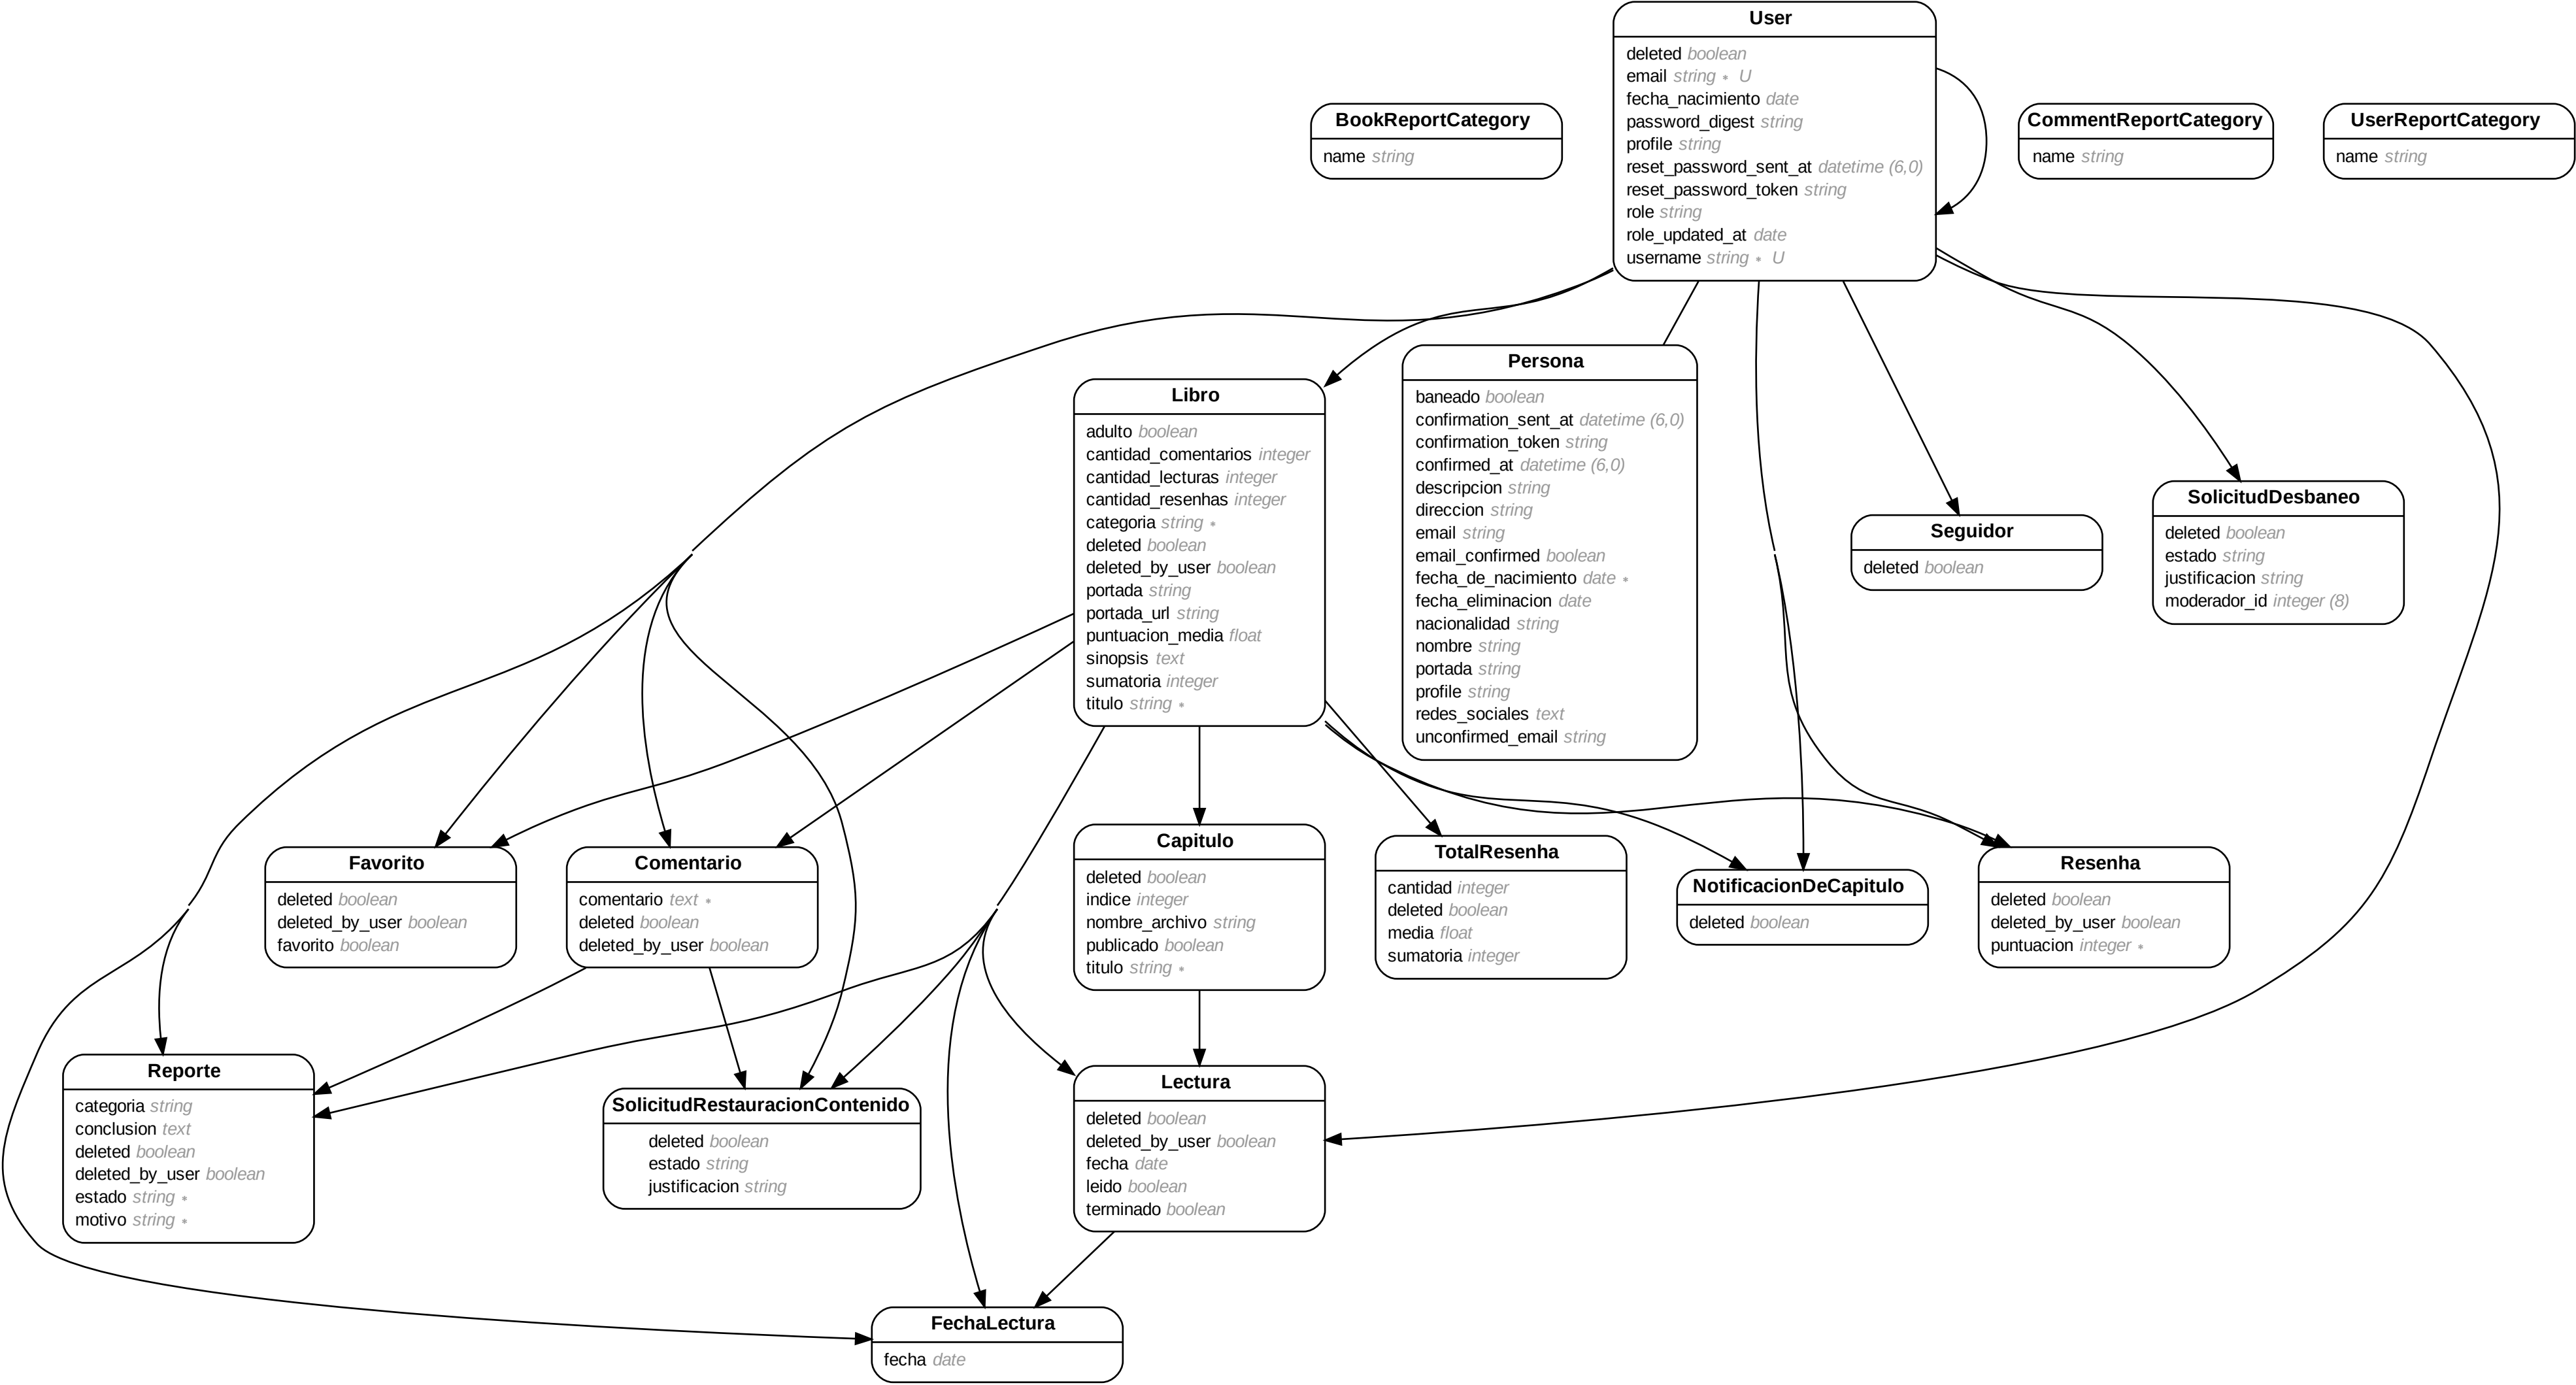 User
deleted boolean
email string ∗ U
fecha_nacimiento date
password_digest string
profile string
reset_password_sent_at datetime (6,0)
reset_password_token string
role string
role_updated_at date
username string ∗ U
BookReportCategory
name string
CommentReportCategory
name string
UserReportCategory
name string
Libro
adulto boolean
cantidad_comentarios integer
cantidad_lecturas integer
cantidad_resenhas integer
categoria string ∗
deleted boolean
deleted_by_user boolean
portada string
portada_url string
puntuacion_media float
sinopsis text
sumatoria integer
titulo string ∗
Persona
baneado boolean
confirmation_sent_at datetime (6,0)
confirmation_token string
confirmed_at datetime (6,0)
descripcion string
direccion string
email string
email_confirmed boolean
fecha_de_nacimiento date ∗
fecha_eliminacion date
nacionalidad string
nombre string
portada string
profile string
redes_sociales text
unconfirmed_email string
Seguidor
deleted boolean
SolicitudDesbaneo
deleted boolean
estado string
justificacion string
moderador_id integer (8)
Favorito
deleted boolean
deleted_by_user boolean
favorito boolean
Comentario
comentario text ∗
deleted boolean
deleted_by_user boolean
Capitulo
deleted boolean
indice integer
nombre_archivo string
publicado boolean
titulo string ∗
TotalResenha
cantidad integer
deleted boolean
media float
sumatoria integer
NotificacionDeCapitulo
deleted boolean
Resenha
deleted boolean
deleted_by_user boolean
puntuacion integer ∗
Reporte
categoria string
conclusion text
deleted boolean
deleted_by_user boolean
estado string ∗
motivo string ∗
SolicitudRestauracionContenido
deleted boolean
estado string
justificacion string
Lectura
deleted boolean
deleted_by_user boolean
fecha date
leido boolean
terminado boolean
FechaLectura
fecha date